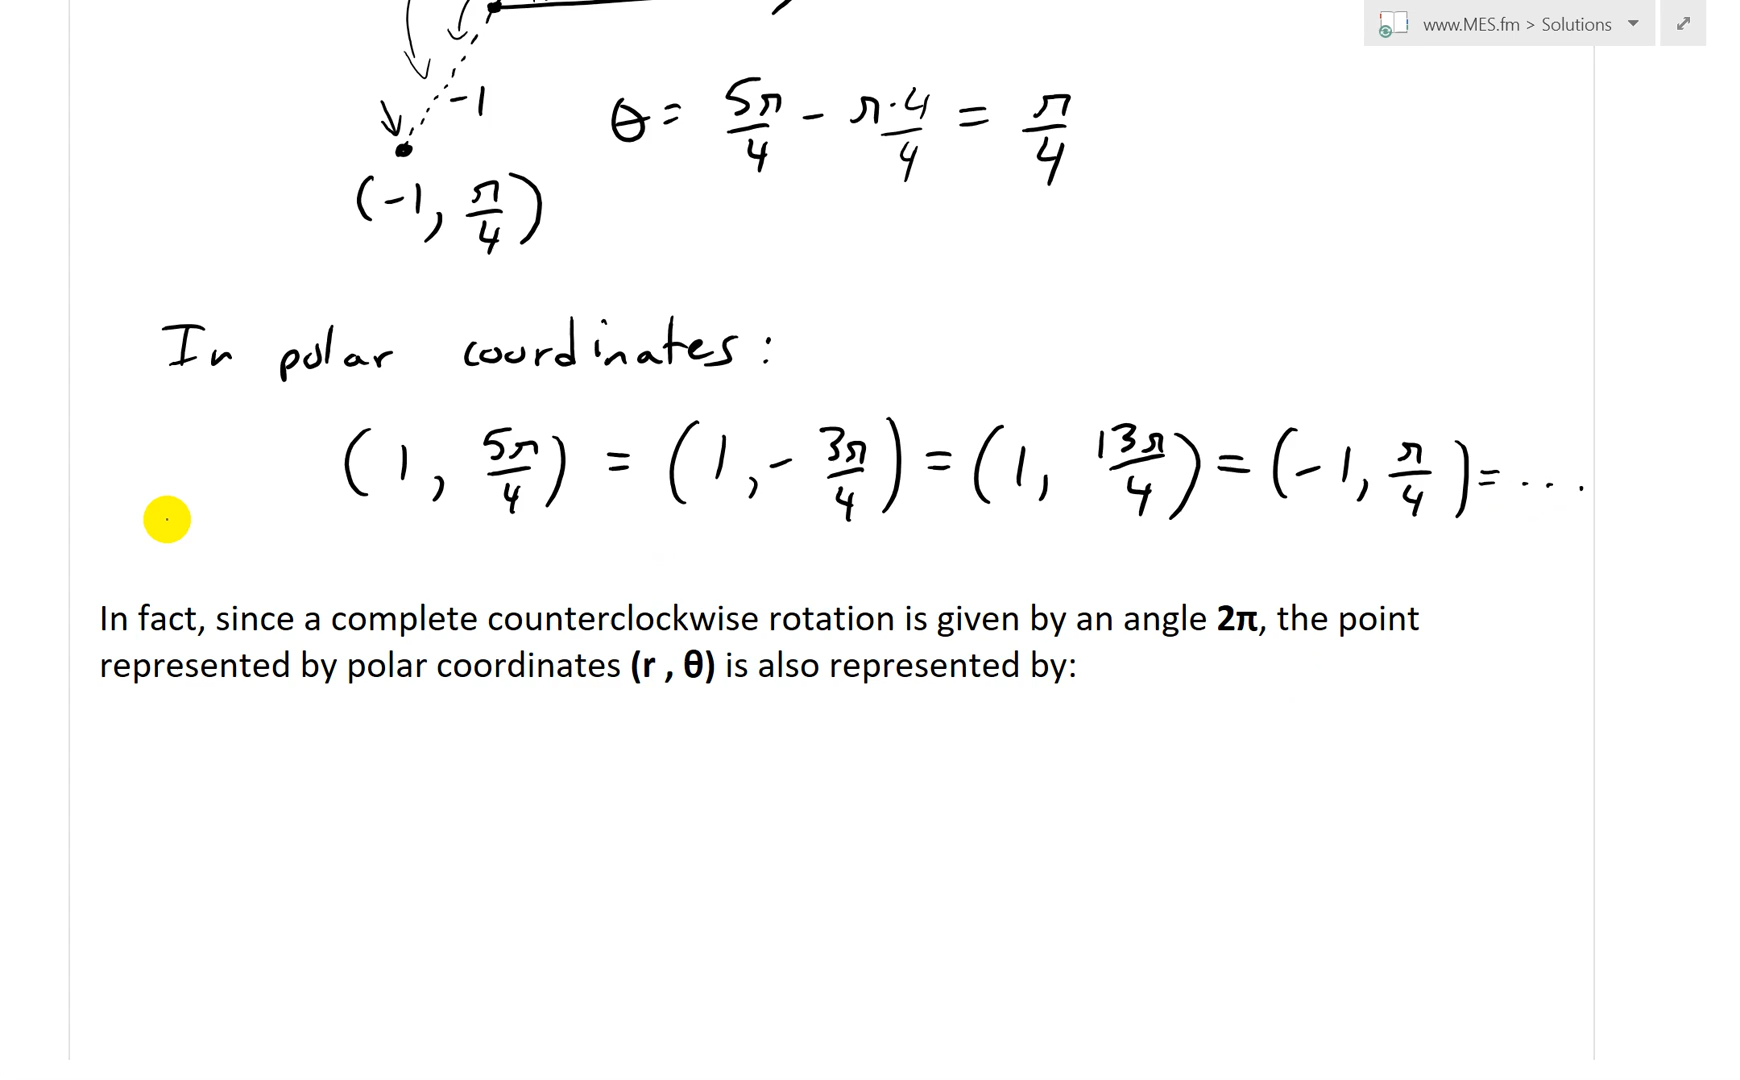 www.MES.fm > Solutions
-1
θ = 5π/4 - π·4/4 = π/4
(-1, π/4)
In polar coordinates:
(1, 5π/4) = (1, -3π/4) = (1, 13π/4) = (-1, π/4) = ....
In fact, since a complete counterclockwise rotation is given by an angle 2π, the point
represented by polar coordinates (r , θ) is also represented by: